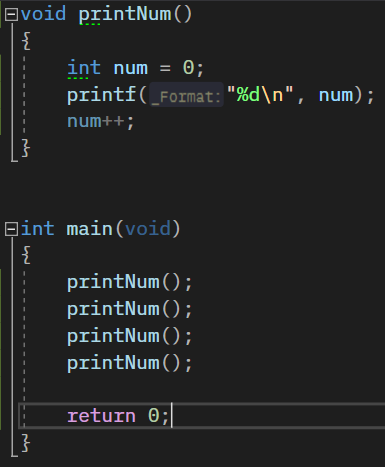 void printNum()
{
int num = 0;
printf(_Format: "%d\n", num);
num++;
}
int main(void)
{
printNum();
printNum();
printNum();
printNum();
return 0;
}